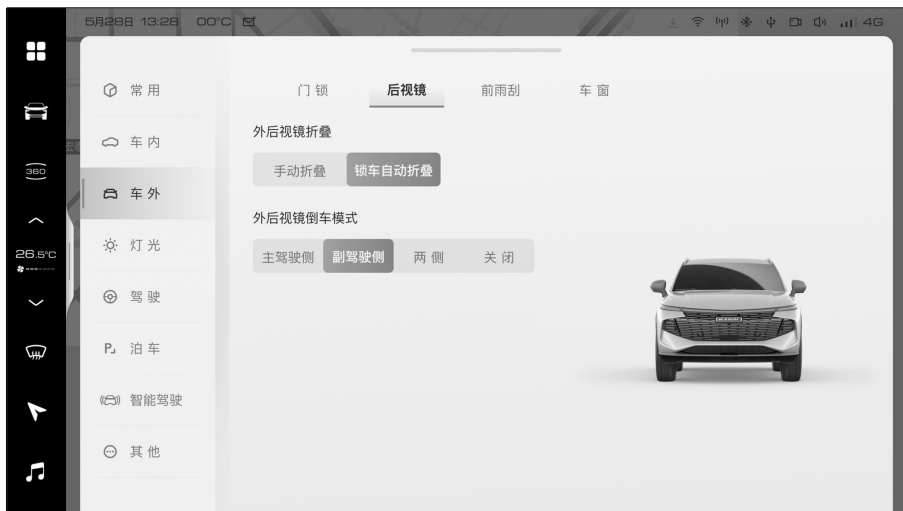 5月28日 13:28 00°C
4G
常用
车内
车外
灯光
驾驶
泊车
智能驾驶
其他
360
26.5°C
门锁 后视镜 前雨刮 车窗
外后视镜折叠
手动折叠 锁车自动折叠
外后视镜倒车模式
主驾驶侧 副驾驶侧 两侧 关闭